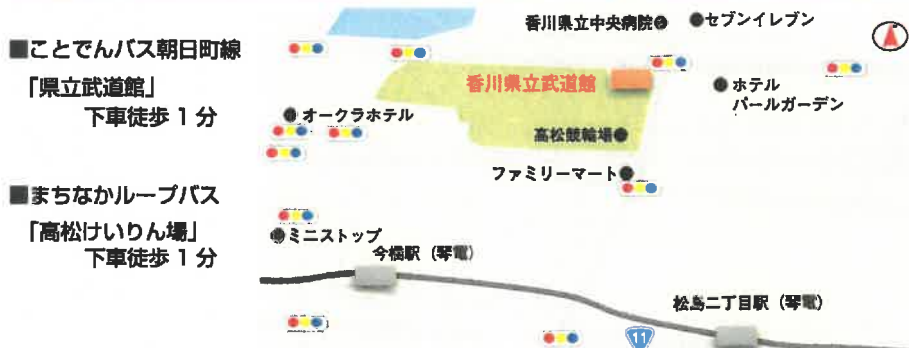 ■ことでんバス朝日町線
「県立武道館」
下車徒歩 1 分
■まちなかループバス
「高松けいりん場」
下車徒歩 1 分
香川県立中央病院
セブンイレブン
香川県立武道館
ホテル
パールガーデン
オークラホテル
高松競輪場
ファミリーマート
ミニストップ
今橋駅（琴電）
松島二丁目駅（琴電）
11